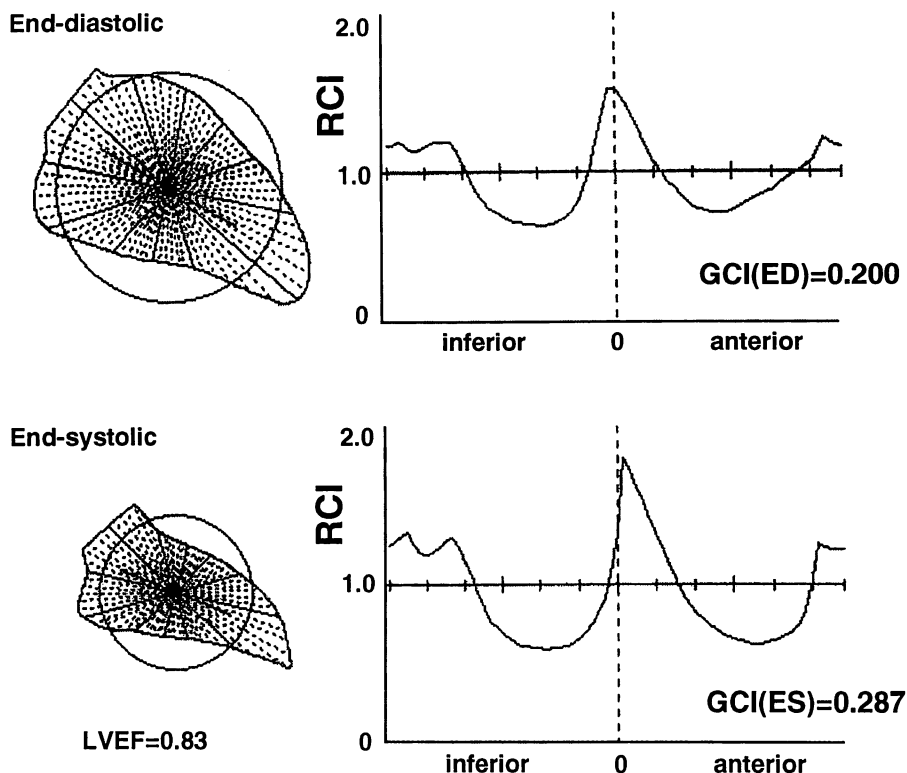 End-diastolic
2.0
RCI
1.0
GCI(ED)=0.200
0
inferior 0 anterior
End-systolic
2.0
RCI
1.0
GCI(ES)=0.287
LVEF=0.83
0
inferior 0 anterior